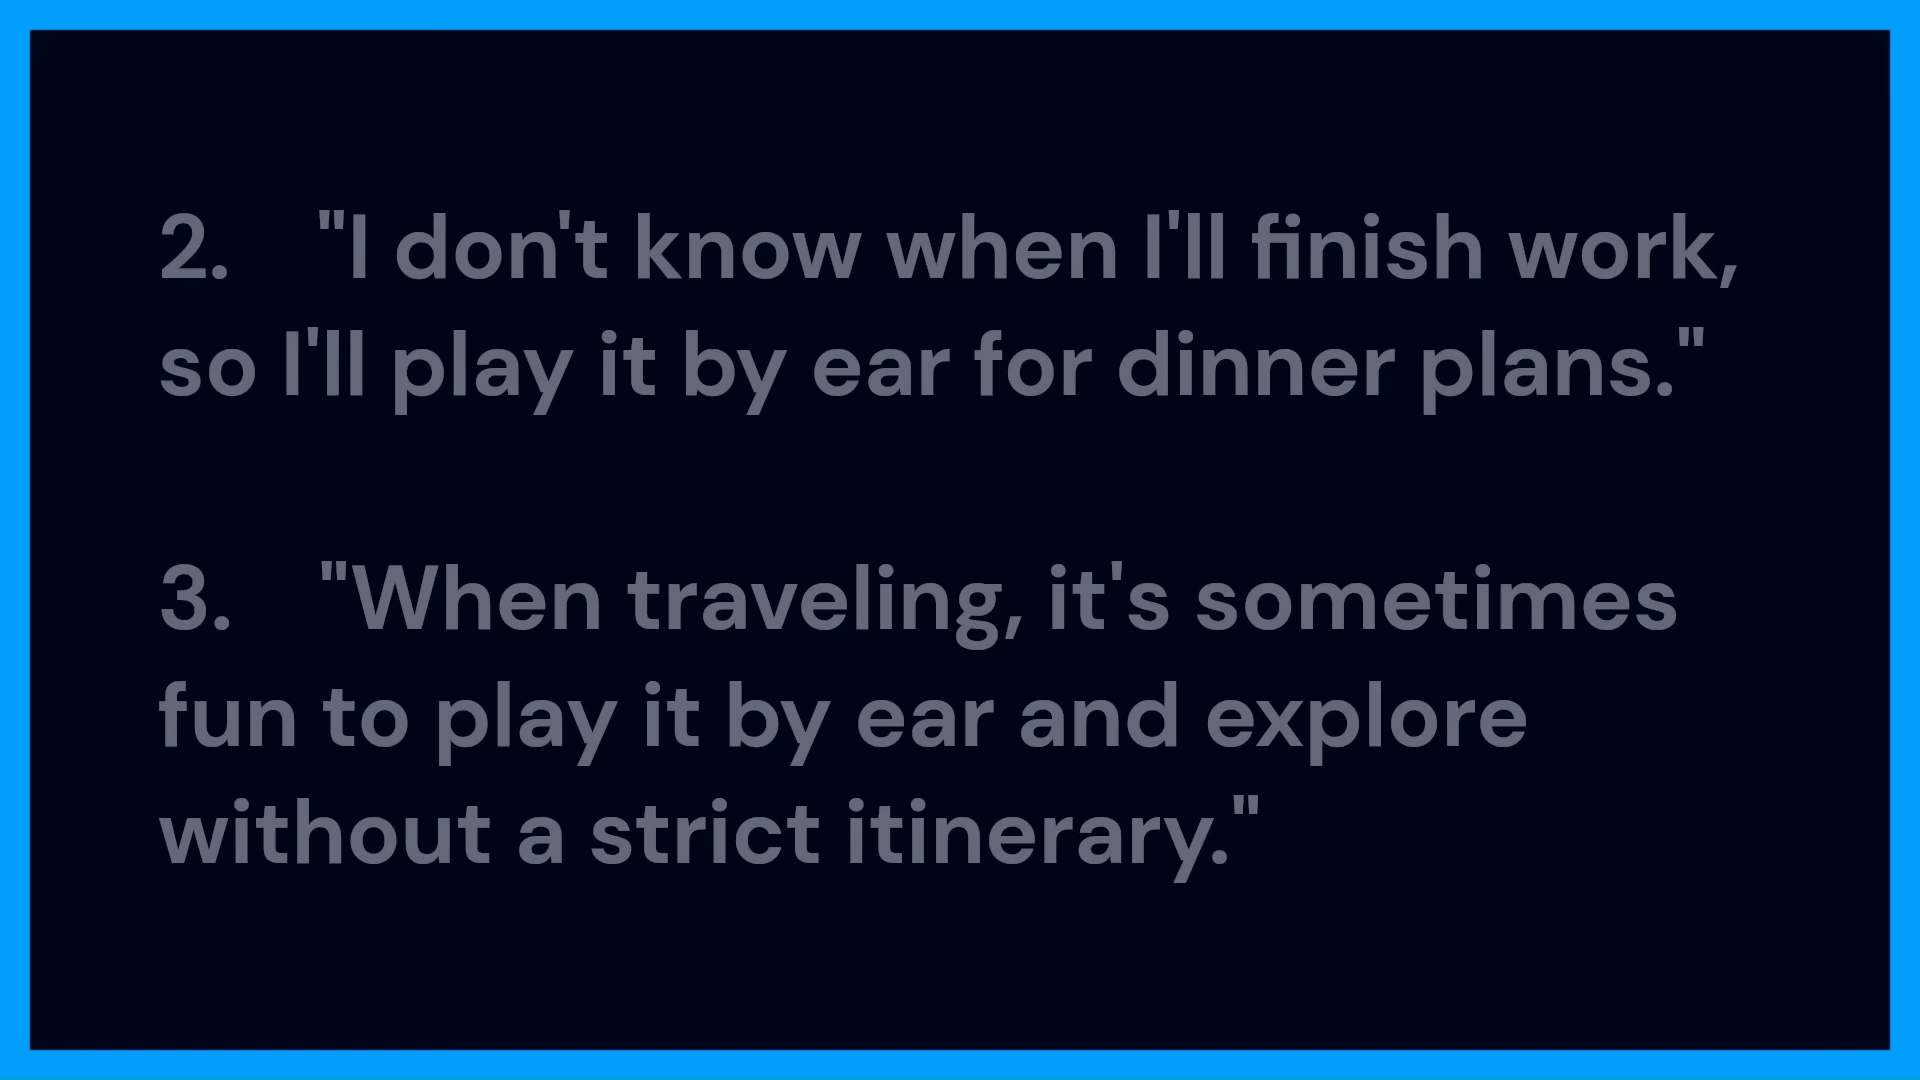 2. "I don't know when I'll finish work,
so I'll play it by ear for dinner plans."
3. "When traveling, it's sometimes
fun to play it by ear and explore
without a strict itinerary."